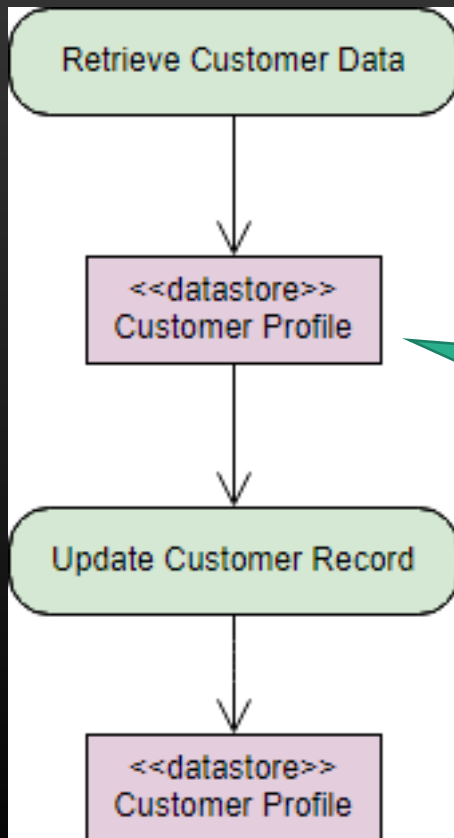 Retrieve Customer Data
<<datastore>>
Customer Profile
Update Customer Record
<<datastore>>
Customer Profile